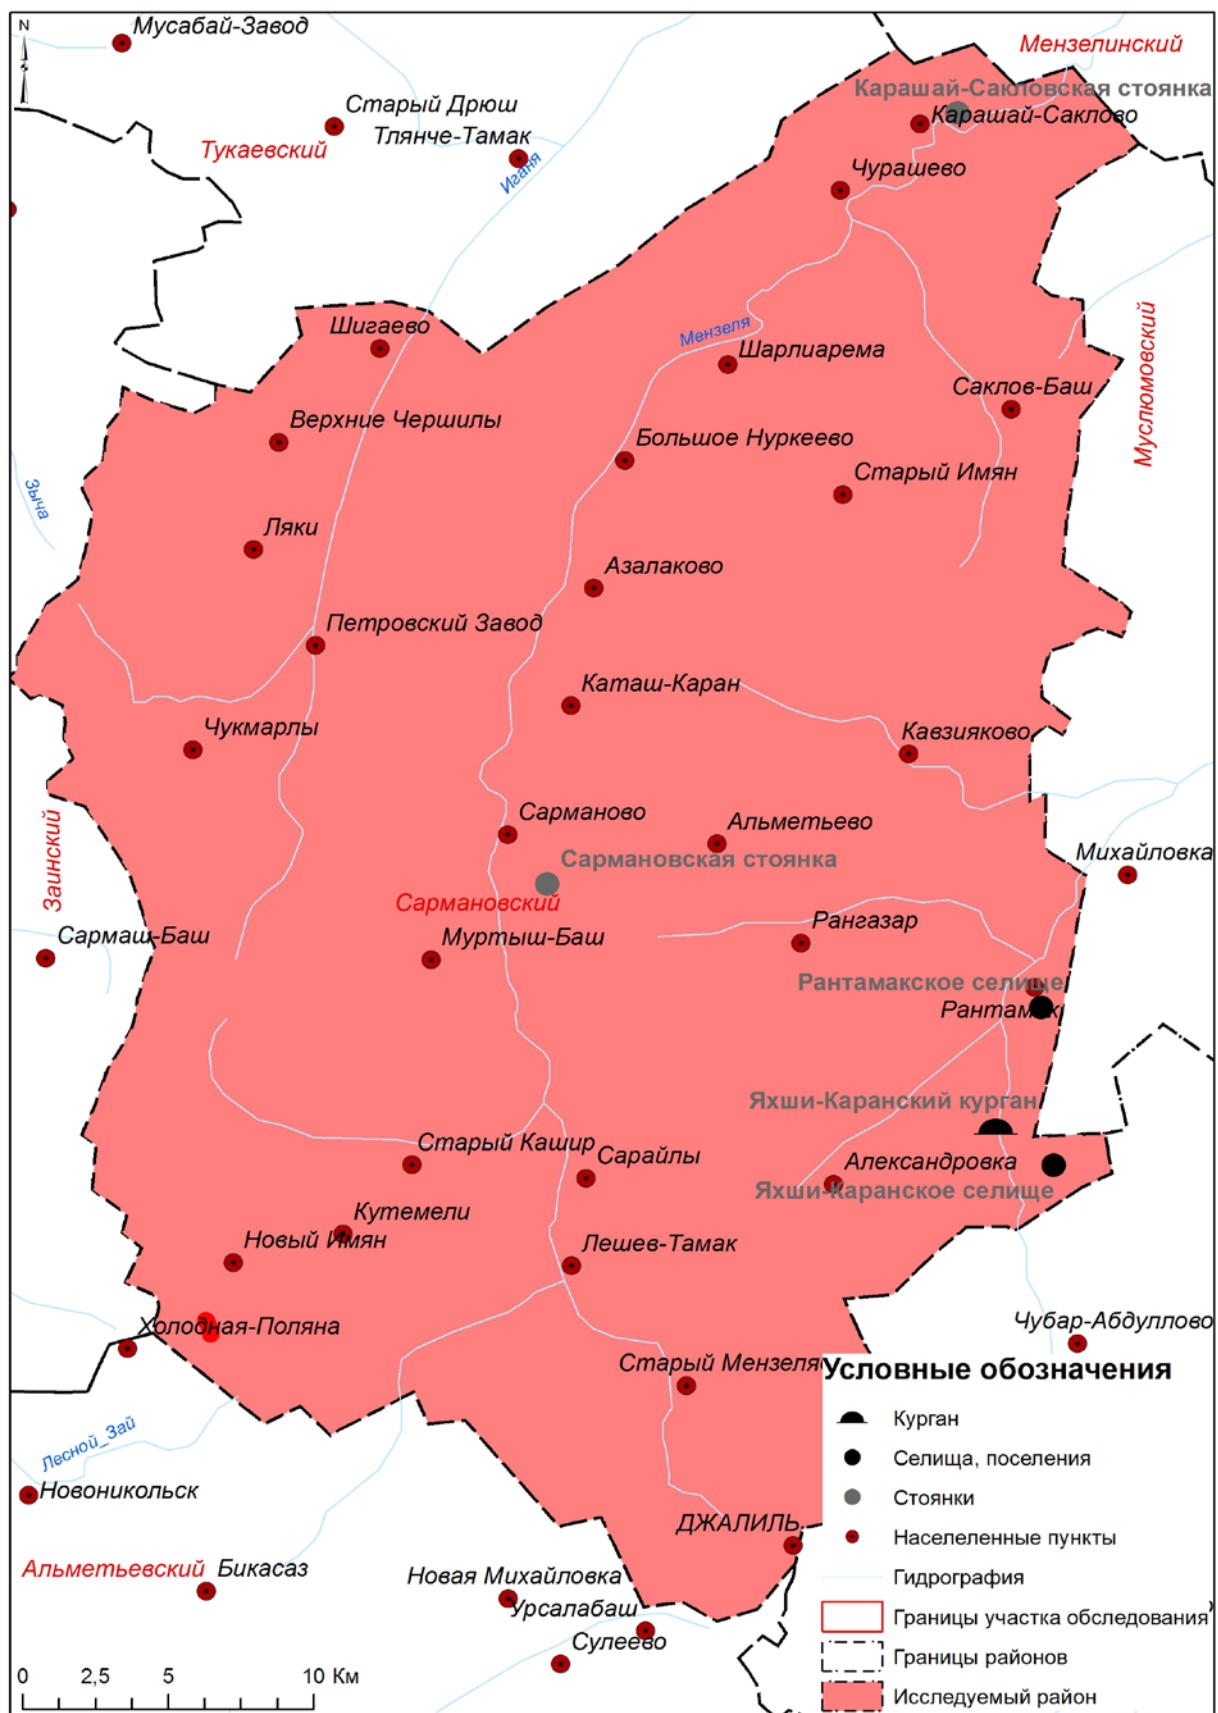 N
Мусабай-Завод
Мензелинский
Карашай-Сакловская стоянка
Старый Дрюш
Карашай-Саклово
Тлянче-Тамак
Тукаевский
Иганя
Чурашево
Шигаево
Мензеля
Шарлиарема
Муслюмовский
Саклов-Баш
Верхние Чершилы
Большое Нуркеево
Старый Имян
Зыча
Ляки
Азалаково
Петровский Завод
Каташ-Каран
Чукмарлы
Кавзияково
Сарманово
Альметьево
Заинский
Сармановская стоянка
Михайловка
Сармановский
Рангазар
Сармаш-Баш
Муртыш-Баш
Рантамакское селище
Рантамак
Яхши-Каранский курган
Старый Кашир
Сарайлы
Александровка
Яхши-Каранское селище
Кутемели
Новый Имян
Лешев-Тамак
Холодная-Поляна
Чубар-Абдуллово
Старый Мензеляб
Лесной_Зай
Новоникольск
ДЖАЛИЛЬ
Альметьевский
Бикасаз
Новая Михайловка
Урсалабаш
Сулеево
Условные обозначения
Курган
Селища, поселения
Стоянки
Населеленные пункты
Гидрография
Границы участка обследования
Границы районов
Исследуемый район
0 2,5 5 10 Км